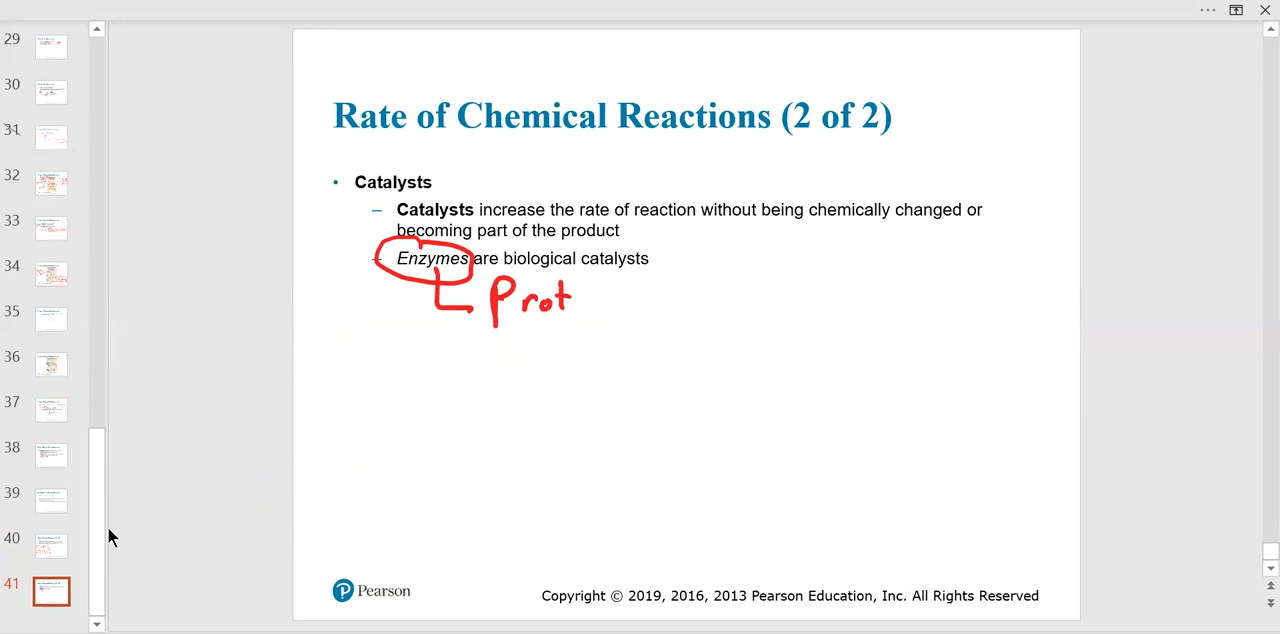 29
30
31
32
33
34
35
36
37
38
39
40
41
Rate of Chemical Reactions (2 of 2)
• Catalysts
– Catalysts increase the rate of reaction without being chemically changed or
becoming part of the product
– Enzymes are biological catalysts
Prot
Pearson
Copyright © 2019, 2016, 2013 Pearson Education, Inc. All Rights Reserved